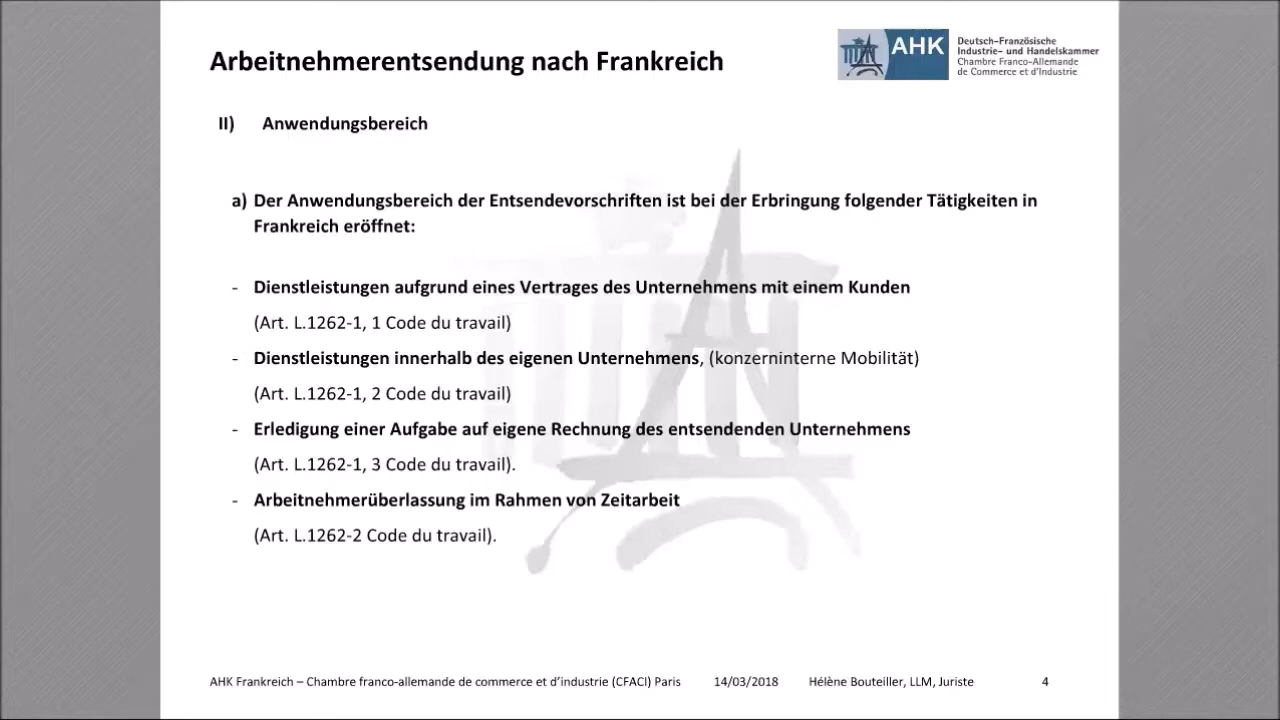 Arbeitnehmerentsendung nach Frankreich
AHK
Deutsch-Französische
Industrie- und Handelskammer
Chambre Franco-Allemande
de Commerce et d'Industrie
II) Anwendungsbereich
a) Der Anwendungsbereich der Entsendevorschriften ist bei der Erbringung folgender Tätigkeiten in
Frankreich eröffnet:
- Dienstleistungen aufgrund eines Vertrages des Unternehmens mit einem Kunden
(Art. L.1262-1, 1 Code du travail)
- Dienstleistungen innerhalb des eigenen Unternehmens, (konzerninterne Mobilität)
(Art. L.1262-1, 2 Code du travail)
- Erledigung einer Aufgabe auf eigene Rechnung des entsendenden Unternehmens
(Art. L.1262-1, 3 Code du travail).
- Arbeitnehmerüberlassung im Rahmen von Zeitarbeit
(Art. L.1262-2 Code du travail).
AHK Frankreich – Chambre franco-allemande de commerce et d'industrie (CFACI) Paris 14/03/2018 Hélène Bouteiller, LLM, Juriste 4